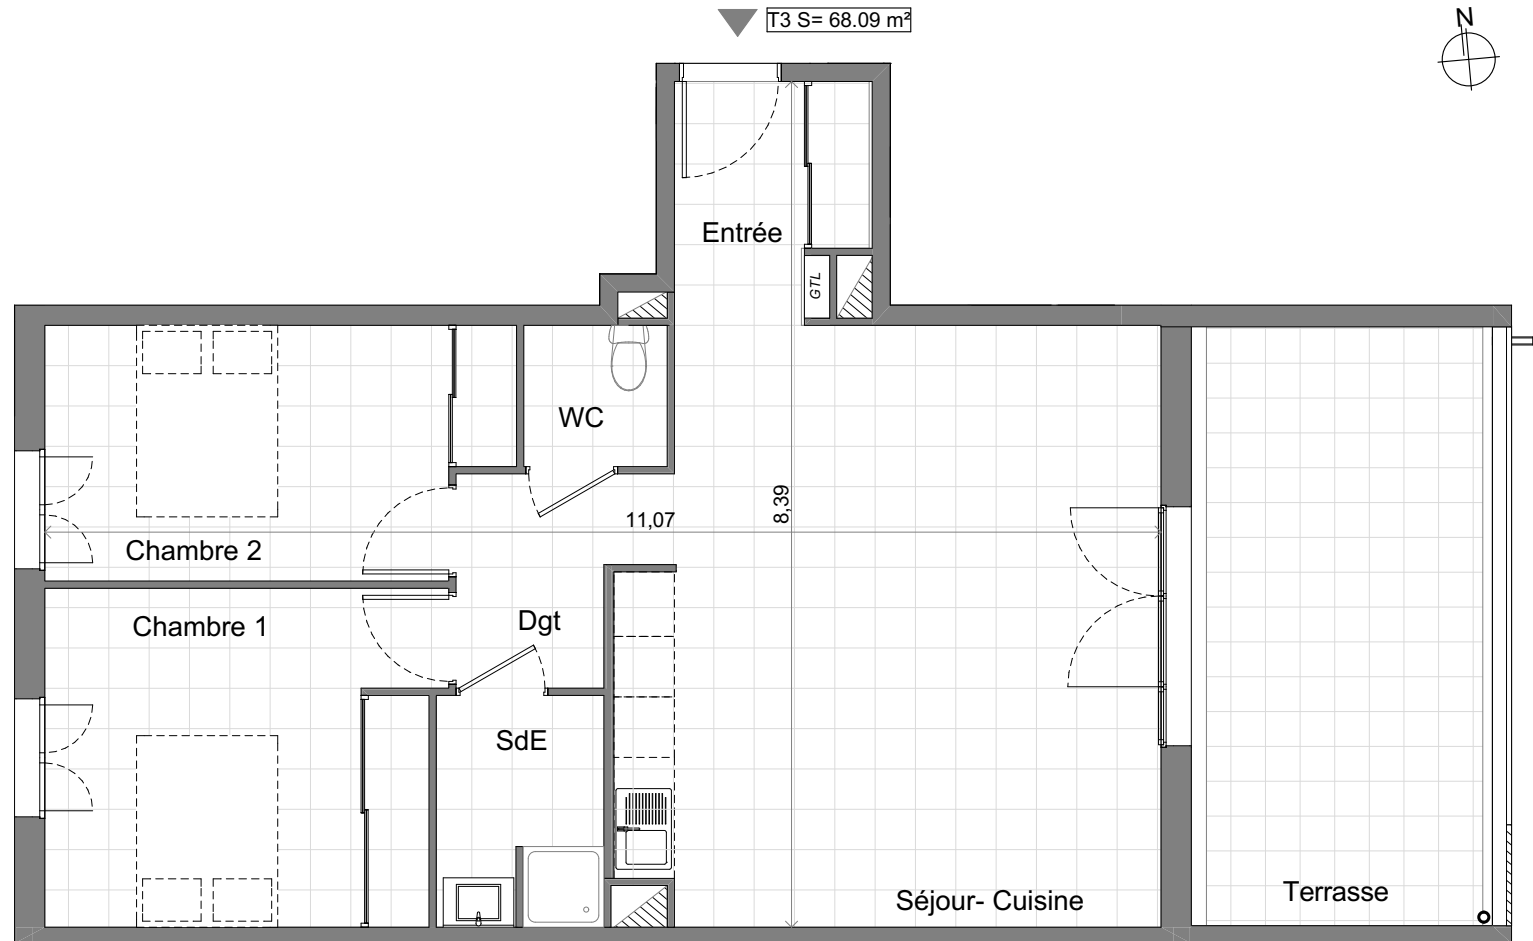 T3 S= 68.09 m²
N
Entrée
GTL
WC
11,07
8,39
Chambre 2
Chambre 1
Dgt
SdE
Séjour- Cuisine
Terrasse